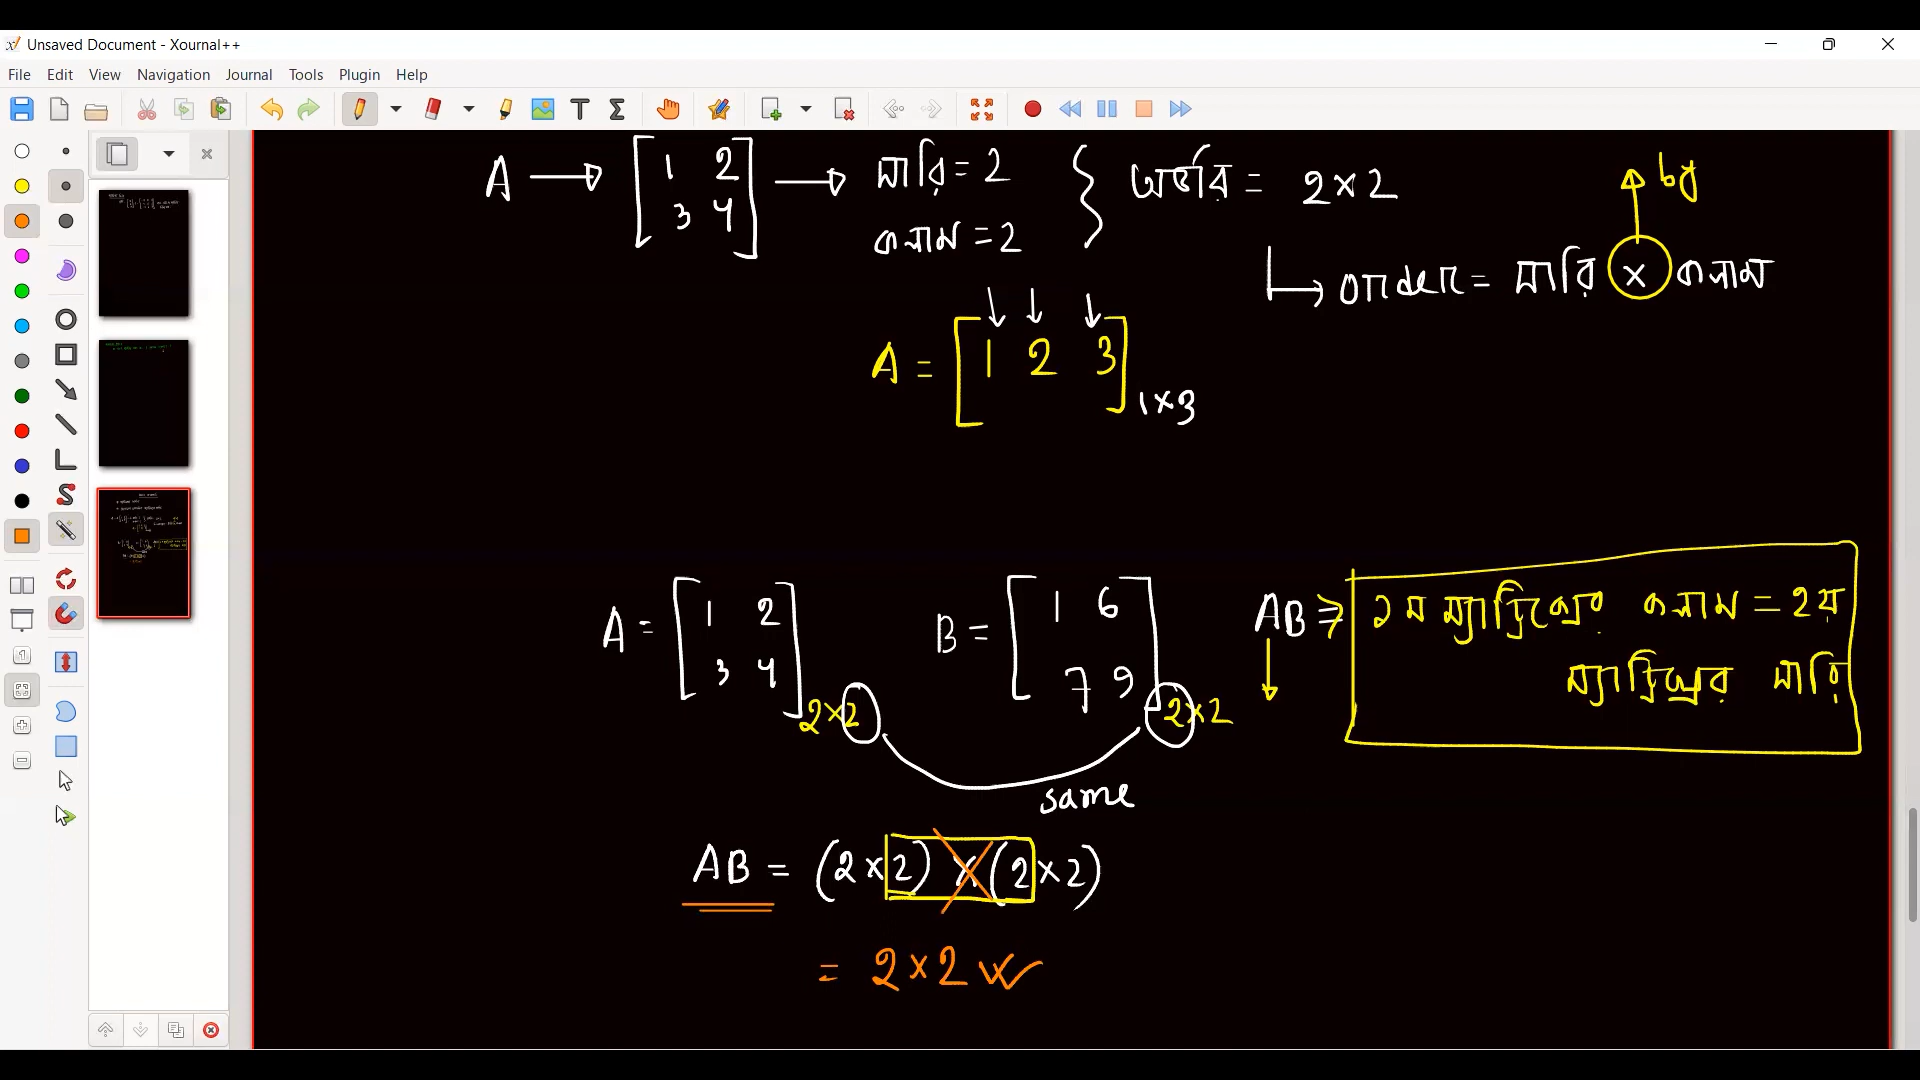 Unsaved Document - Xournal++
File Edit View Navigation Journal Tools Plugin Help
A → [1 2 3 4] → সারি = 2 } অর্ডার = 2×2
কলাম = 2
by
order = সারি × কলাম
A = [1 2 3] 1×3
A = [1 2 3 4] 2×2 B = [1 6 7 9] 2×2 AB ⇒ ১ম ম্যাট্রিক্সের কলাম = ২য়
ম্যাট্রিক্সের সারি
same
AB = (2×2) × (2×2)
= 2×2